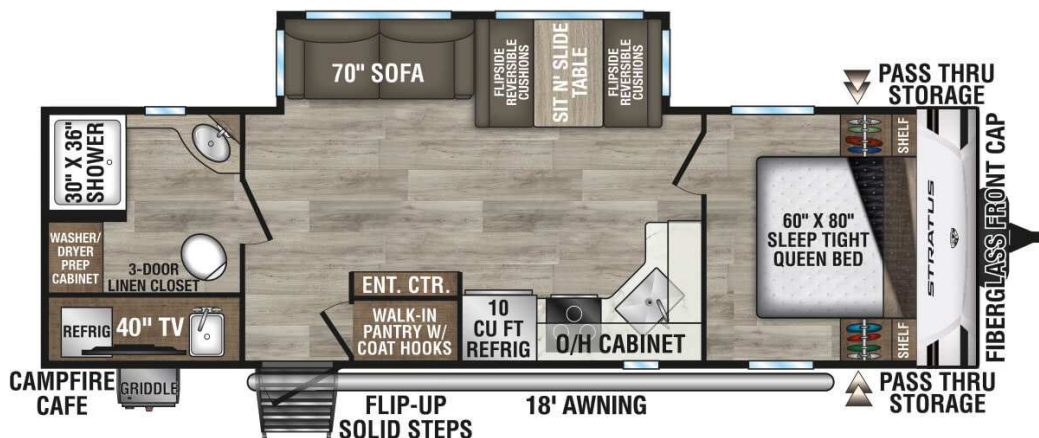 70" SOFA
FLIPSIDE
REVERSIBLE
CUSHIONS
SIT N' SLIDE
TABLE
FLIPSIDE
REVERSIBLE
CUSHIONS
PASS THRU
STORAGE
30" X 36"
SHOWER
SHELF
FIBERGLASS FRONT CAP
60" X 80"
SLEEP TIGHT
QUEEN BED
STRATUS
WASHER/
DRYER
PREP
CABINET
3-DOOR
LINEN CLOSET
ENT. CTR.
WALK-IN
PANTRY W/
COAT HOOKS
10
CU FT
REFRIG
O/H CABINET
REFRIG
40" TV
SHELF
CAMPFIRE
CAFE
GRIDDLE
FLIP-UP
SOLID STEPS
18' AWNING
PASS THRU
STORAGE